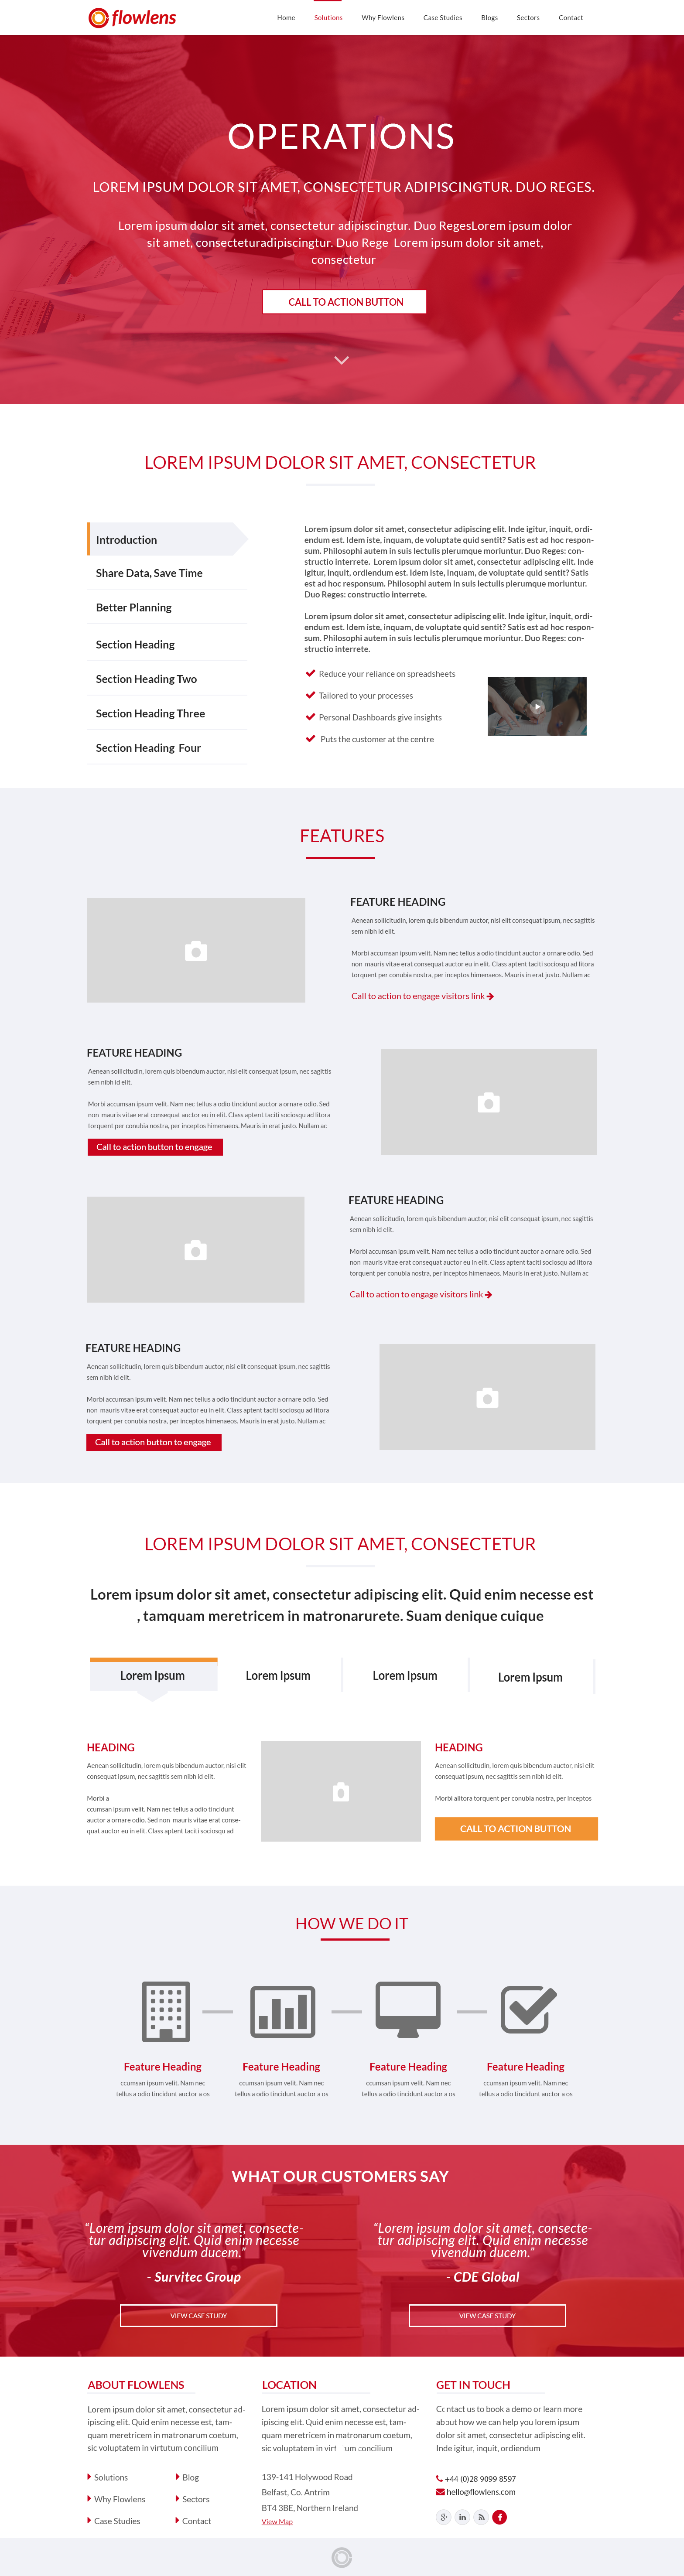 flowlens
Home Solutions Why Flowlens Case Studies Blogs Sectors Contact
OPERATIONS
LOREM IPSUM DOLOR SIT AMET, CONSECTETUR ADIPISCINGTUR. DUO REGES.
Lorem ipsum dolor sit amet, consectetur adipiscingtur. Duo RegesLorem ipsum dolor
sit amet, consecteturadipiscingtur. Duo Rege Lorem ipsum dolor sit amet,
consectetur
CALL TO ACTION BUTTON
LOREM IPSUM DOLOR SIT AMET, CONSECTETUR
Introduction
Share Data, Save Time
Better Planning
Section Heading
Section Heading Two
Section Heading Three
Section Heading Four
Lorem ipsum dolor sit amet, consectetur adipiscing elit. Inde igitur, inquit, ordi-
endum est. Idem iste, inquam, de voluptate quid sentit? Satis est ad hoc respon-
sum. Philosophi autem in suis lectulis plerumque moriuntur. Duo Reges: con-
structio interrete. Lorem ipsum dolor sit amet, consectetur adipiscing elit. Inde
igitur, inquit, ordiendum est. Idem iste, inquam, de voluptate quid sentit? Satis
est ad hoc responsum. Philosophi autem in suis lectulis plerumque moriuntur.
Duo Reges: constructio interrete.
Lorem ipsum dolor sit amet, consectetur adipiscing elit. Inde igitur, inquit, ordi-
endum est. Idem iste, inquam, de voluptate quid sentit? Satis est ad hoc respon-
sum. Philosophi autem in suis lectulis plerumque moriuntur. Duo Reges: con-
structio interrete.
Reduce your reliance on spreadsheets
Tailored to your processes
Personal Dashboards give insights
Puts the customer at the centre
FEATURES
FEATURE HEADING
Aenean sollicitudin, lorem quis bibendum auctor, nisi elit consequat ipsum, nec sagittis
sem nibh id elit.
Morbi accumsan ipsum velit. Nam nec tellus a odio tincidunt auctor a ornare odio. Sed
non mauris vitae erat consequat auctor eu in elit. Class aptent taciti sociosqu ad litora
torquent per conubia nostra, per inceptos himenaeos. Mauris in erat justo. Nullam ac
Call to action to engage visitors link
FEATURE HEADING
Aenean sollicitudin, lorem quis bibendum auctor, nisi elit consequat ipsum, nec sagittis
sem nibh id elit.
Morbi accumsan ipsum velit. Nam nec tellus a odio tincidunt auctor a ornare odio. Sed
non mauris vitae erat consequat auctor eu in elit. Class aptent taciti sociosqu ad litora
torquent per conubia nostra, per inceptos himenaeos. Mauris in erat justo. Nullam ac
Call to action button to engage
FEATURE HEADING
Aenean sollicitudin, lorem quis bibendum auctor, nisi elit consequat ipsum, nec sagittis
sem nibh id elit.
Morbi accumsan ipsum velit. Nam nec tellus a odio tincidunt auctor a ornare odio. Sed
non mauris vitae erat consequat auctor eu in elit. Class aptent taciti sociosqu ad litora
torquent per conubia nostra, per inceptos himenaeos. Mauris in erat justo. Nullam ac
Call to action to engage visitors link
FEATURE HEADING
Aenean sollicitudin, lorem quis bibendum auctor, nisi elit consequat ipsum, nec sagittis
sem nibh id elit.
Morbi accumsan ipsum velit. Nam nec tellus a odio tincidunt auctor a ornare odio. Sed
non mauris vitae erat consequat auctor eu in elit. Class aptent taciti sociosqu ad litora
torquent per conubia nostra, per inceptos himenaeos. Mauris in erat justo. Nullam ac
Call to action button to engage
LOREM IPSUM DOLOR SIT AMET, CONSECTETUR
Lorem ipsum dolor sit amet, consectetur adipiscing elit. Quid enim necesse est
, tamquam meretricem in matronarurete. Suam denique cuique
Lorem Ipsum Lorem Ipsum Lorem Ipsum Lorem Ipsum
HEADING
Aenean sollicitudin, lorem quis bibendum auctor, nisi elit
consequat ipsum, nec sagittis sem nibh id elit.
Morbi a
ccumsan ipsum velit. Nam nec tellus a odio tincidunt
auctor a ornare odio. Sed non mauris vitae erat conse-
quat auctor eu in elit. Class aptent taciti sociosqu ad
HEADING
Aenean sollicitudin, lorem quis bibendum auctor, nisi elit
consequat ipsum, nec sagittis sem nibh id elit.
Morbi alitora torquent per conubia nostra, per inceptos
CALL TO ACTION BUTTON
HOW WE DO IT
Feature Heading
ccumsan ipsum velit. Nam nec
tellus a odio tincidunt auctor a os
Feature Heading
ccumsan ipsum velit. Nam nec
tellus a odio tincidunt auctor a os
Feature Heading
ccumsan ipsum velit. Nam nec
tellus a odio tincidunt auctor a os
Feature Heading
ccumsan ipsum velit. Nam nec
tellus a odio tincidunt auctor a os
WHAT OUR CUSTOMERS SAY
“Lorem ipsum dolor sit amet, consecte-
tur adipiscing elit. Quid enim necesse
vivendum ducem.”
- Survitec Group
VIEW CASE STUDY
“Lorem ipsum dolor sit amet, consecte-
tur adipiscing elit. Quid enim necesse
vivendum ducem.”
- CDE Global
VIEW CASE STUDY
ABOUT FLOWLENS
Lorem ipsum dolor sit amet, consectetur ad-
ipiscing elit. Quid enim necesse est, tam-
quam meretricem in matronarum coetum,
sic voluptatem in virtutum concilium
Solutions Blog
Why Flowlens Sectors
Case Studies Contact
LOCATION
Lorem ipsum dolor sit amet, consectetur ad-
ipiscing elit. Quid enim necesse est, tam-
quam meretricem in matronarum coetum,
sic voluptatem in virt um concilium
139-141 Holywood Road
Belfast, Co. Antrim
BT4 3BE, Northern Ireland
View Map
GET IN TOUCH
Contact us to book a demo or learn more
about how we can help you lorem ipsum
dolor sit amet, consectetur adipiscing elit.
Inde igitur, inquit, ordiendum
+44 (0)28 9099 8597
hello@flowlens.com